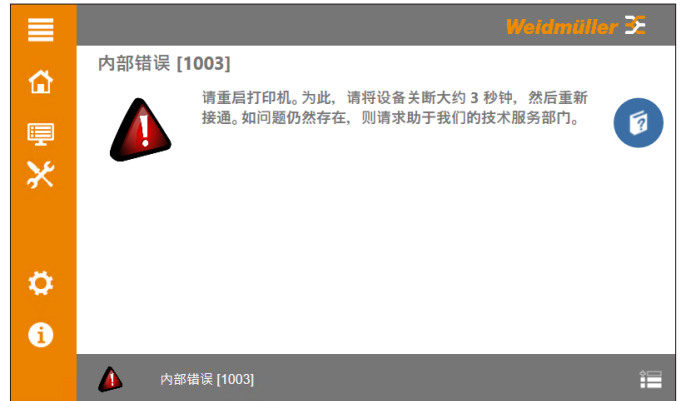 Weidmüller
内部错误 [1003]
请重启打印机。为此，请将设备关断大约 3 秒钟，然后重新
接通。如问题仍然存在，则请求助于我们的技术服务部门。
内部错误 [1003]